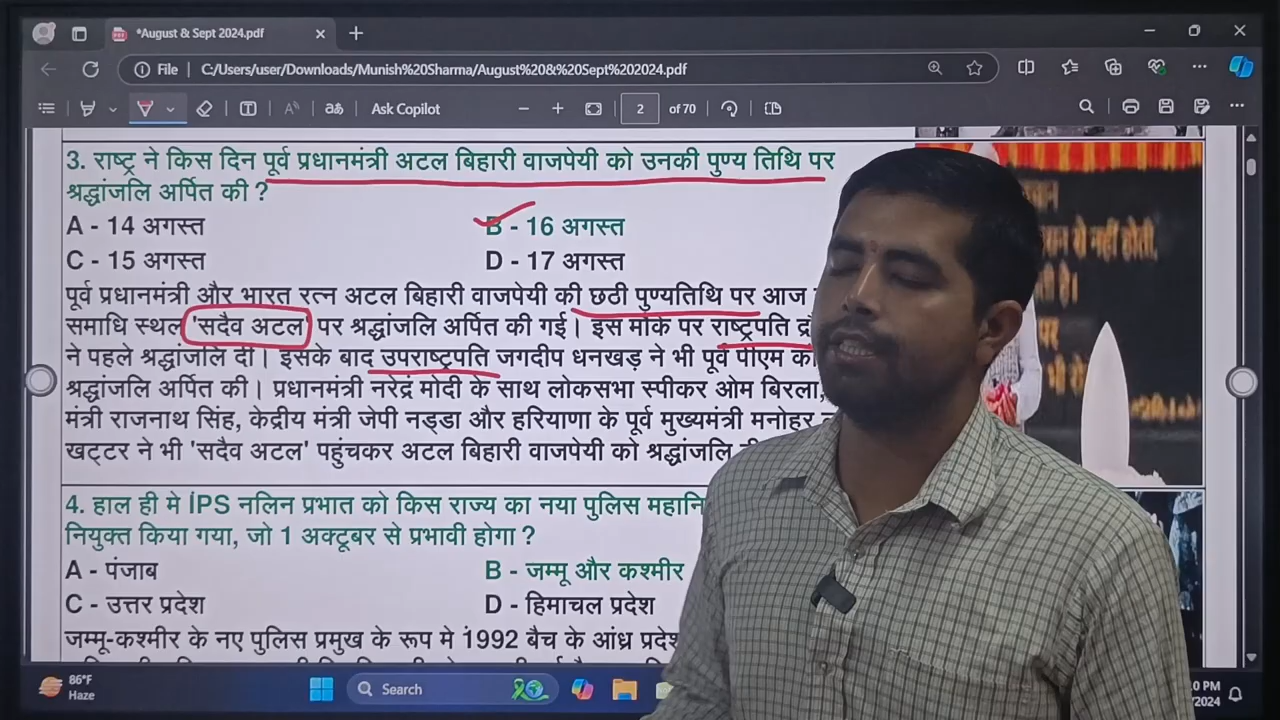 *August & Sept 2024.pdf
File C:/Users/user/Downloads/Munish%20Sharma/August%20&%20Sept%202024.pdf
Ask Copilot 2 of 70
3. राष्ट्र ने किस दिन पूर्व प्रधानमंत्री अटल बिहारी वाजपेयी को उनकी पुण्य तिथि पर
श्रद्धांजलि अर्पित की ?
A - 14 अगस्त B - 16 अगस्त
C - 15 अगस्त D - 17 अगस्त
पूर्व प्रधानमंत्री और भारत रत्न अटल बिहारी वाजपेयी की छठी पुण्यतिथि पर आज
समाधि स्थल 'सदैव अटल' पर श्रद्धांजलि अर्पित की गई। इस मौके पर राष्ट्रपति
ने पहले श्रद्धांजलि दी। इसके बाद उपराष्ट्रपति जगदीप धनखड़ ने भी पूर्व पीएम को
श्रद्धांजलि अर्पित की। प्रधानमंत्री नरेद्रं मोदी के साथ लोकसभा स्पीकर ओम बिरला,
मंत्री राजनाथ सिंह, केद्रीय मंत्री जेपी नड्डा और हरियाणा के पूर्व मुख्यमंत्री मनोहर
खट्टर ने भी 'सदैव अटल' पहुंचकर अटल बिहारी वाजपेयी को श्रद्धांजलि
4. हाल ही मे IPS नलिन प्रभात को किस राज्य का नया पुलिस
नियुक्त किया गया, जो 1 अक्टूबर से प्रभावी होगा ?
A - पंजाब B - जम्मू और कश्मीर
C - उत्तर प्रदेश D - हिमाचल प्रदेश
जम्मू-कश्मीर के नए पुलिस प्रमुख के रूप मे 1992 बैच के आंध्र प्रदेश
86°F
Haze
Search